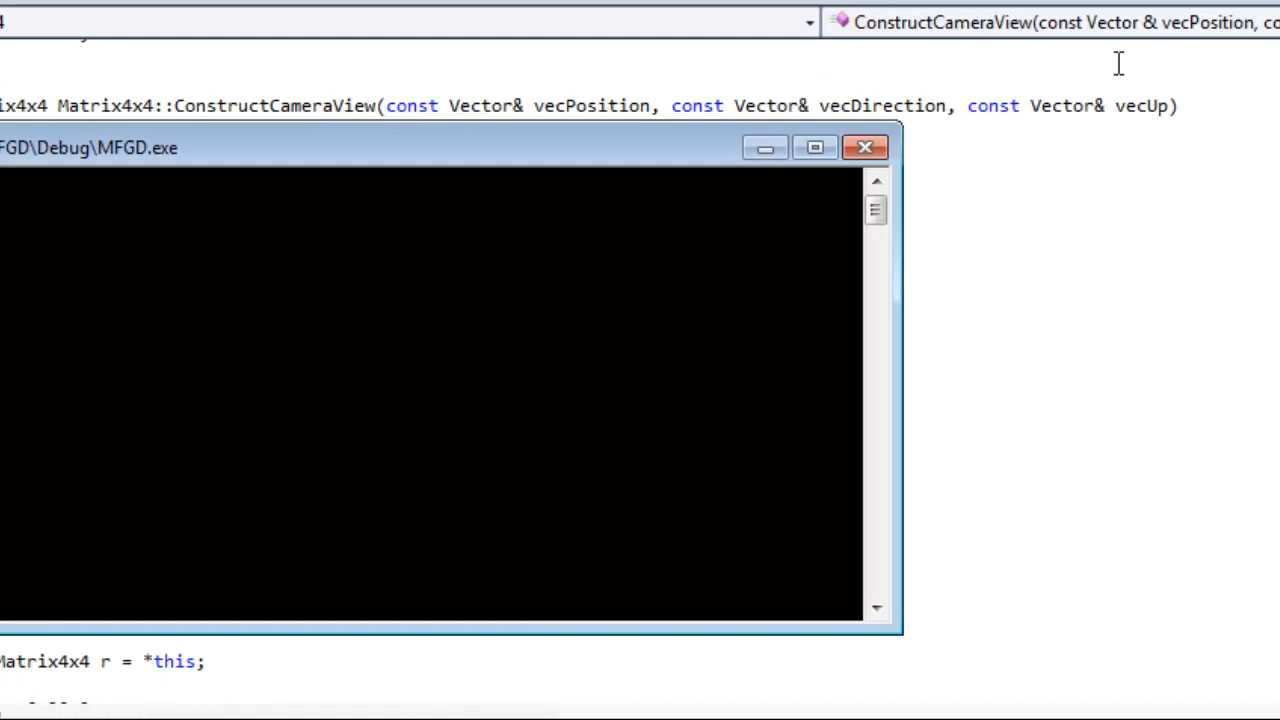 4
ConstructCameraView(const Vector & vecPosition, co
ix4x4 Matrix4x4::ConstructCameraView(const Vector& vecPosition, const Vector& vecDirection, const Vector& vecUp)
FGD\Debug\MFGD.exe
Matrix4x4 r = *this;